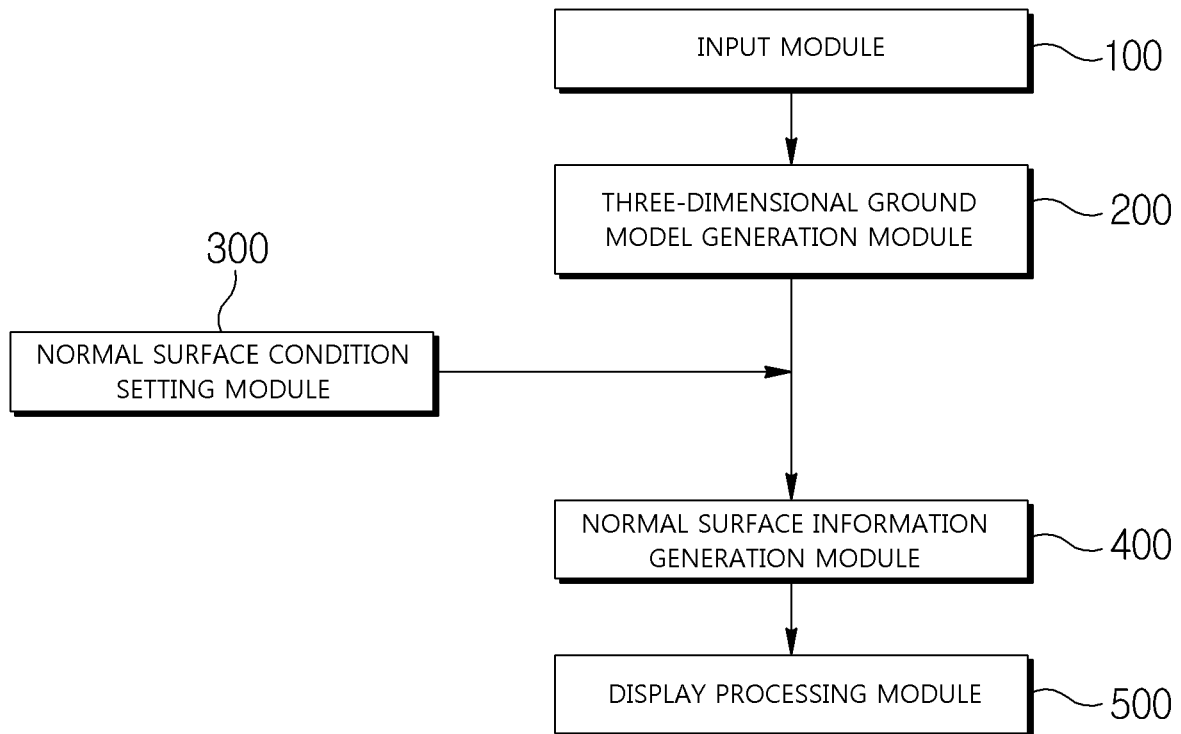 INPUT MODULE
100
THREE-DIMENSIONAL GROUND
MODEL GENERATION MODULE
200
300
NORMAL SURFACE CONDITION
SETTING MODULE
NORMAL SURFACE INFORMATION
GENERATION MODULE
400
DISPLAY PROCESSING MODULE
500